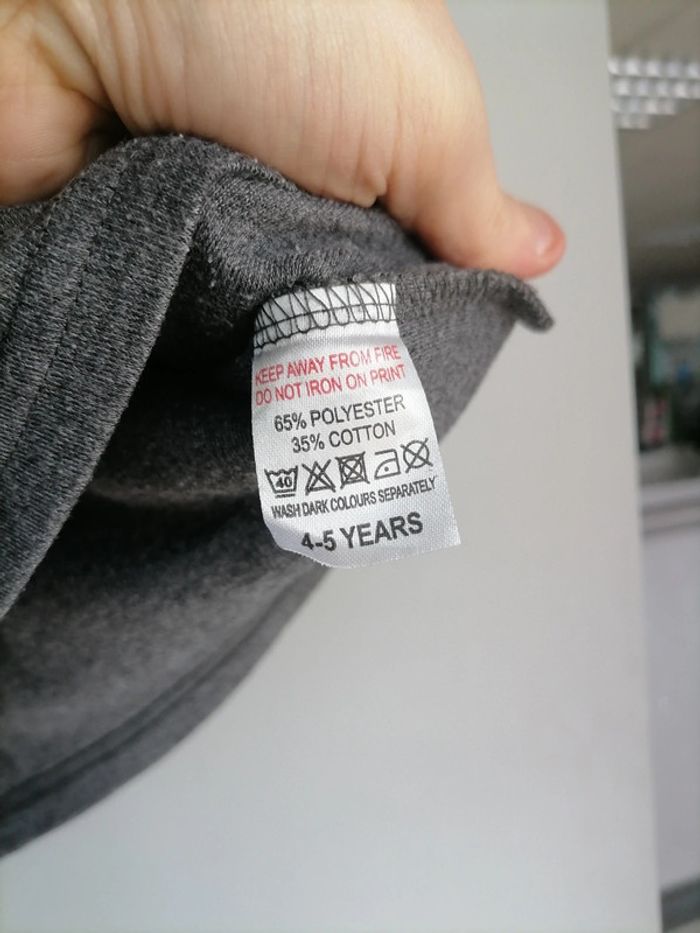 KEEP AWAY FROM FIRE
DO NOT IRON ON PRINT
65% POLYESTER
35% COTTON
40
WASH DARK COLOURS SEPARATELY
4-5 YEARS